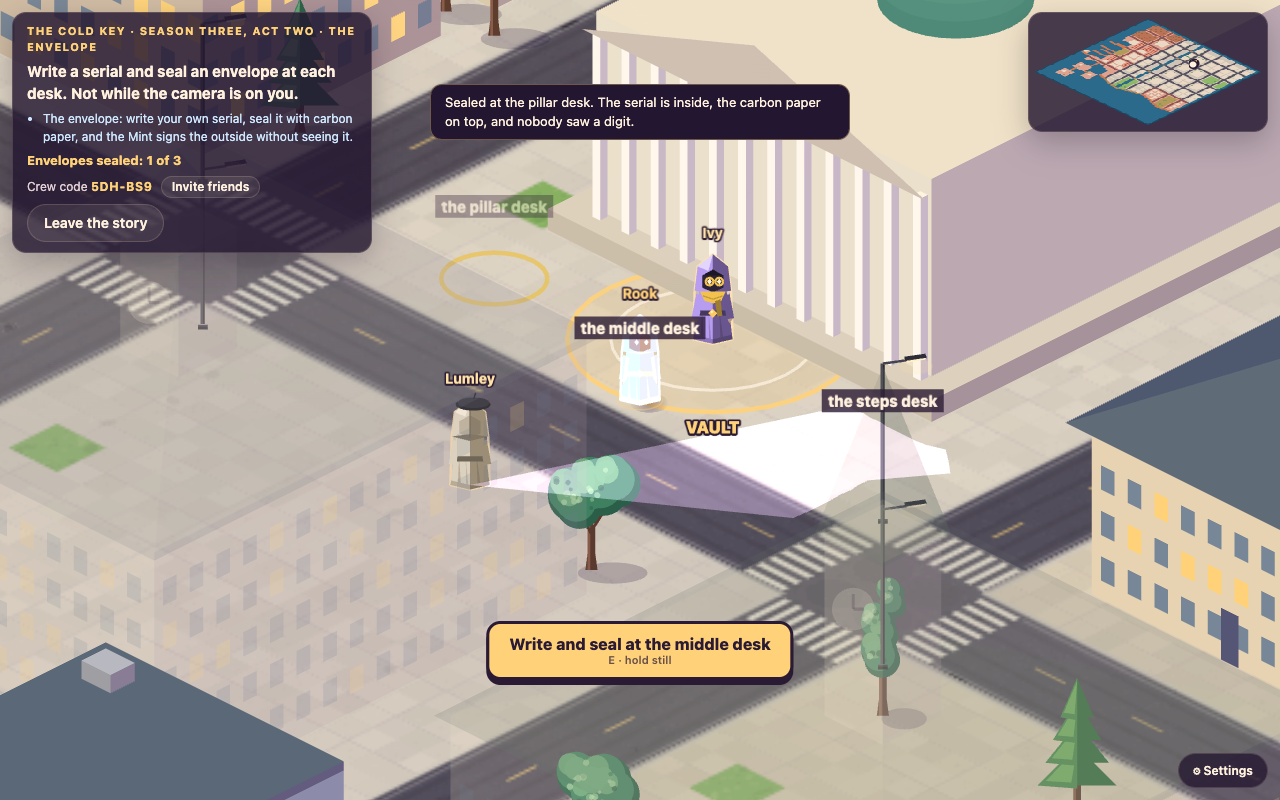 THE COLD KEY · SEASON THREE, ACT TWO · THE
ENVELOPE
Write a serial and seal an envelope at each
desk. Not while the camera is on you.
• The envelope: write your own serial, seal it with carbon
paper, and the Mint signs the outside without seeing it.
Envelopes sealed: 1 of 3
Crew code 5DH-BS9 Invite friends
Leave the story
Sealed at the pillar desk. The serial is inside, the carbon paper
on top, and nobody saw a digit.
the pillar desk
Ivy
Rook
the middle desk
Lumley
the steps desk
VAULT
Write and seal at the middle desk
E · hold still
⚙ Settings